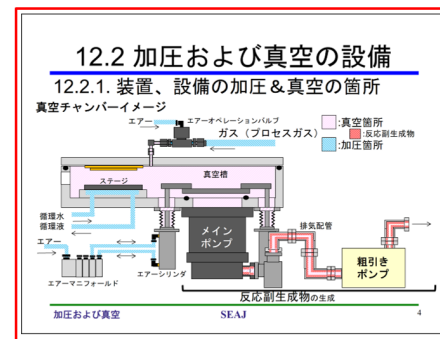 12.2 加圧および真空の設備
12.2.1. 装置、設備の加圧&真空の箇所
真空チャンバーイメージ
エアー
エアーオペレーションバルブ
ガス（プロセスガス）
:真空箇所
:反応副生成物
:加圧箇所
ステージ
真空槽
循環水
循環液
エアー
メイン
ポンプ
排気配管
粗引き
ポンプ
エアーシリンダ
エアーマニフォールド
反応副生成物の生成
加圧および真空
SEAJ
4